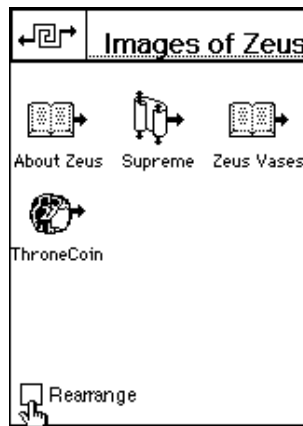 Images of Zeus
About Zeus Supreme Zeus Vases
ThroneCoin
Rearrange